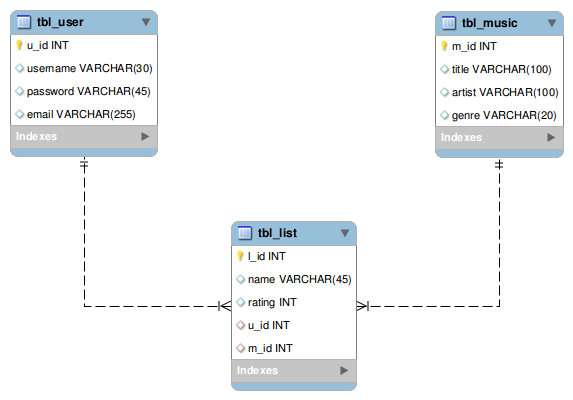 tbl_user
u_id INT
username VARCHAR(30)
password VARCHAR(45)
email VARCHAR(255)
Indexes
tbl_music
m_id INT
title VARCHAR(100)
artist VARCHAR(100)
genre VARCHAR(20)
Indexes
tbl_list
l_id INT
name VARCHAR(45)
rating INT
u_id INT
m_id INT
Indexes